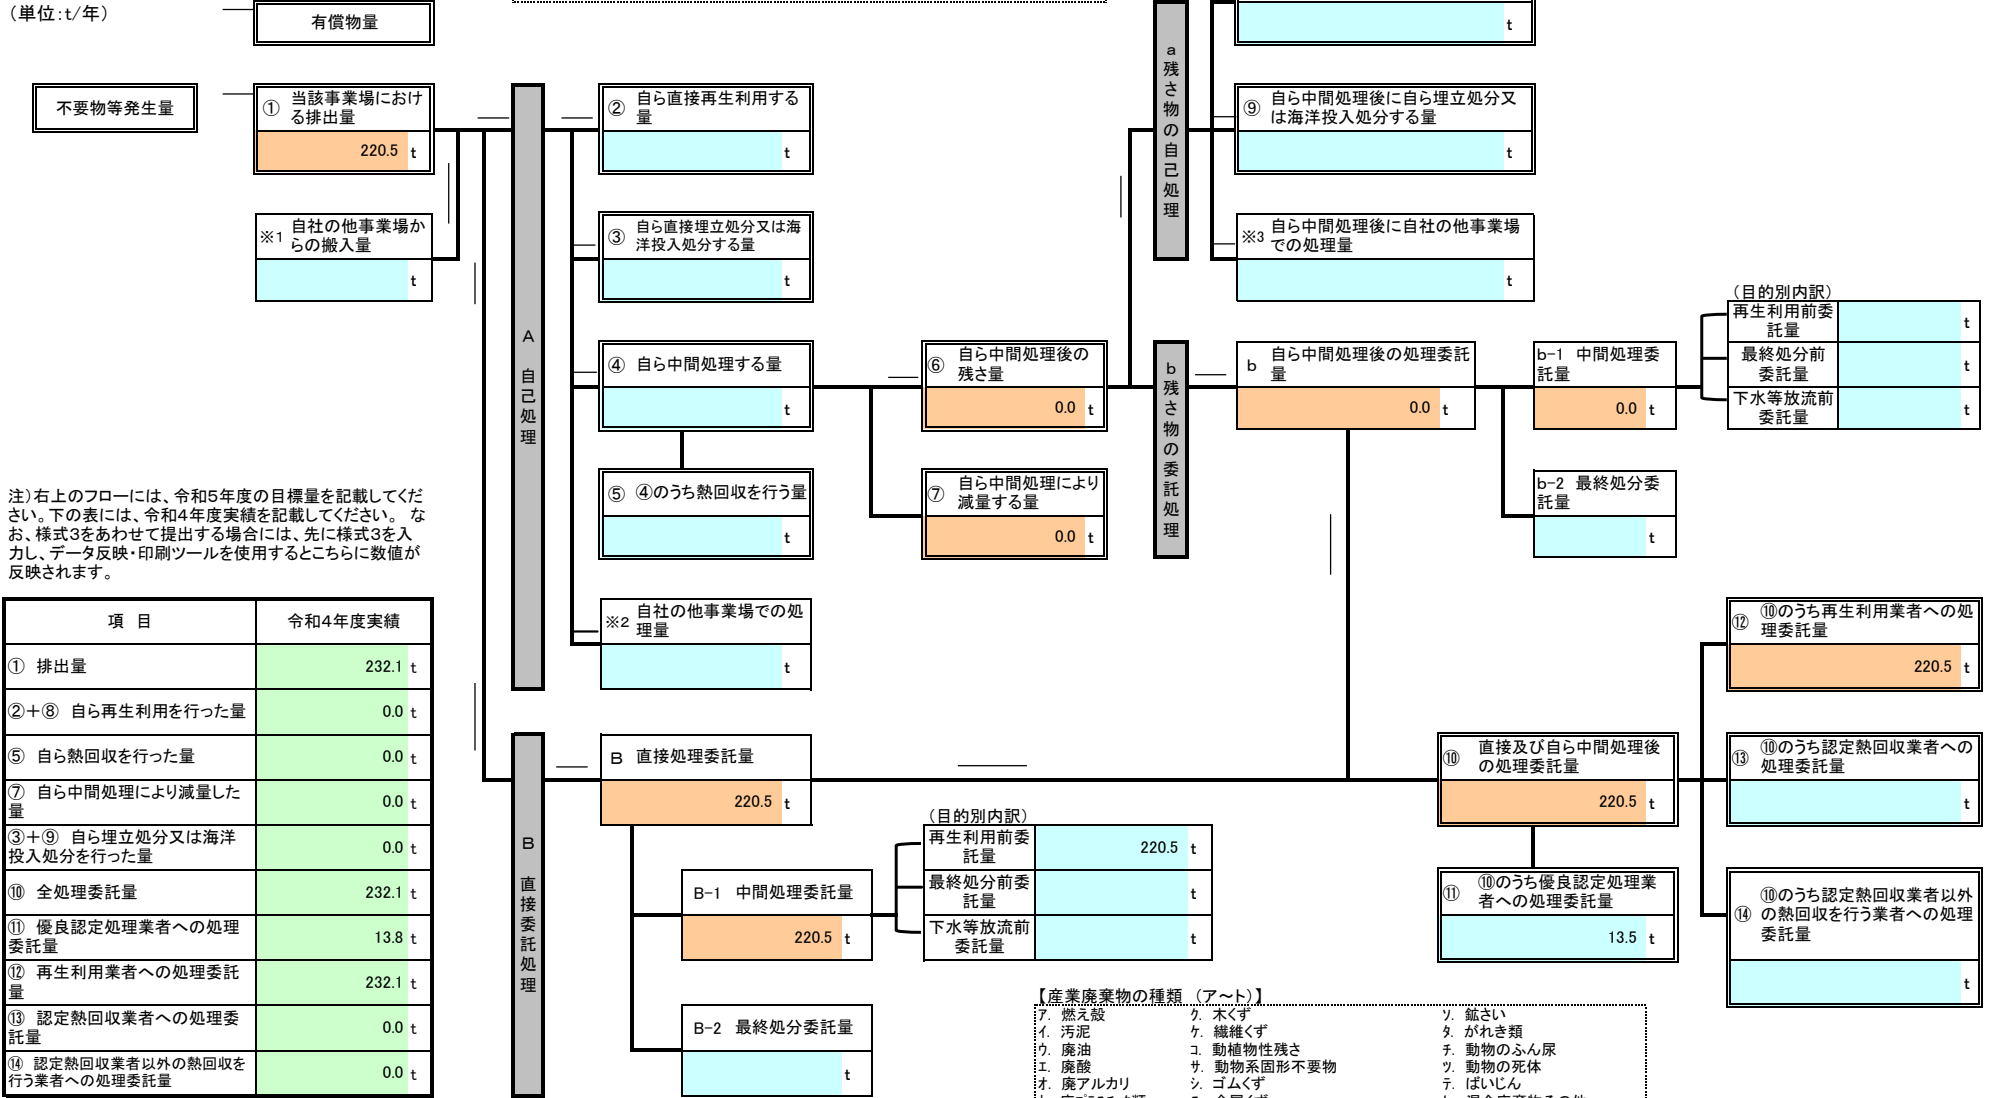 (単位:t/年)
有償物量
t
不要物等発生量
① 当該事業場におけ
る排出量
220.5 t
② 自ら直接再生利用する
量
t
a
残
さ
物
の
自
己
処
理
⑨ 自ら中間処理後に自ら埋立処分又
は海洋投入処分する量
t
※1 自社の他事業場か
らの搬入量
t
③ 自ら直接埋立処分又は海
洋投入処分する量
t
※3 自ら中間処理後に自社の他事業場
での処理量
t
A
自
己
処
理
④ 自ら中間処理する量
t
⑥ 自ら中間処理後の
残さ量
0.0 t
b
残
さ
物
の
委
託
処
理
b 自ら中間処理後の処理委託
量
0.0 t
b-1 中間処理委
託量
0.0 t
(目的別内訳)
再生利用前委
託量
t
最終処分前
委託量
t
下水等放流前
委託量
t
⑤ ④のうち熱回収を行う量
t
⑦ 自ら中間処理により
減量する量
0.0 t
b-2 最終処分委
託量
t
注)右上のフローには、令和5年度の目標量を記載してくだ
さい。下の表には、令和4年度実績を記載してください。 な
お、様式3をあわせて提出する場合には、先に様式3を入
力し、データ反映・印刷ツールを使用するとこちらに数値が
反映されます。
※2 自社の他事業場での処
理量
t
項 目 令和4年度実績
① 排出量 232.1 t
②+⑧ 自ら再生利用を行った量 0.0 t
⑤ 自ら熱回収を行った量 0.0 t
⑦ 自ら中間処理により減量した
量 0.0 t
③+⑨ 自ら埋立処分又は海洋
投入処分を行った量 0.0 t
⑩ 全処理委託量 232.1 t
⑪ 優良認定処理業者への処理
委託量 13.8 t
⑫ 再生利用業者への処理委託
量 232.1 t
⑬ 認定熱回収業者への処理委
託量 0.0 t
⑭ 認定熱回収業者以外の熱回収を
行う業者への処理委託量 0.0 t
B
直
接
委
託
処
理
B 直接処理委託量
220.5 t
B-1 中間処理委託量
220.5 t
(目的別内訳)
再生利用前委
託量
220.5 t
最終処分前委
託量
t
下水等放流前
委託量
t
B-2 最終処分委託量
t
⑩ 直接及び自ら中間処理後
の処理委託量
220.5 t
⑪ ⑩のうち優良認定処理業
者への処理委託量
13.5 t
⑫ ⑩のうち再生利用業者への処
理委託量
220.5 t
⑬ ⑩のうち認定熱回収業者への
処理委託量
t
⑭ ⑩のうち認定熱回収業者以外
の熱回収を行う業者への処理
委託量
t
【産業廃棄物の種類 (ア~ト)】
ア. 燃え殻 ク. 木くず ソ. 鉱さい
イ. 汚泥 ケ. 繊維くず タ. がれき類
ウ. 廃油 コ. 動植物性残さ チ. 動物のふん尿
エ. 廃酸 サ. 動物系固形不要物 ツ. 動物の死体
オ. 廃アルカリ シ. ゴムくず テ. ばいじん